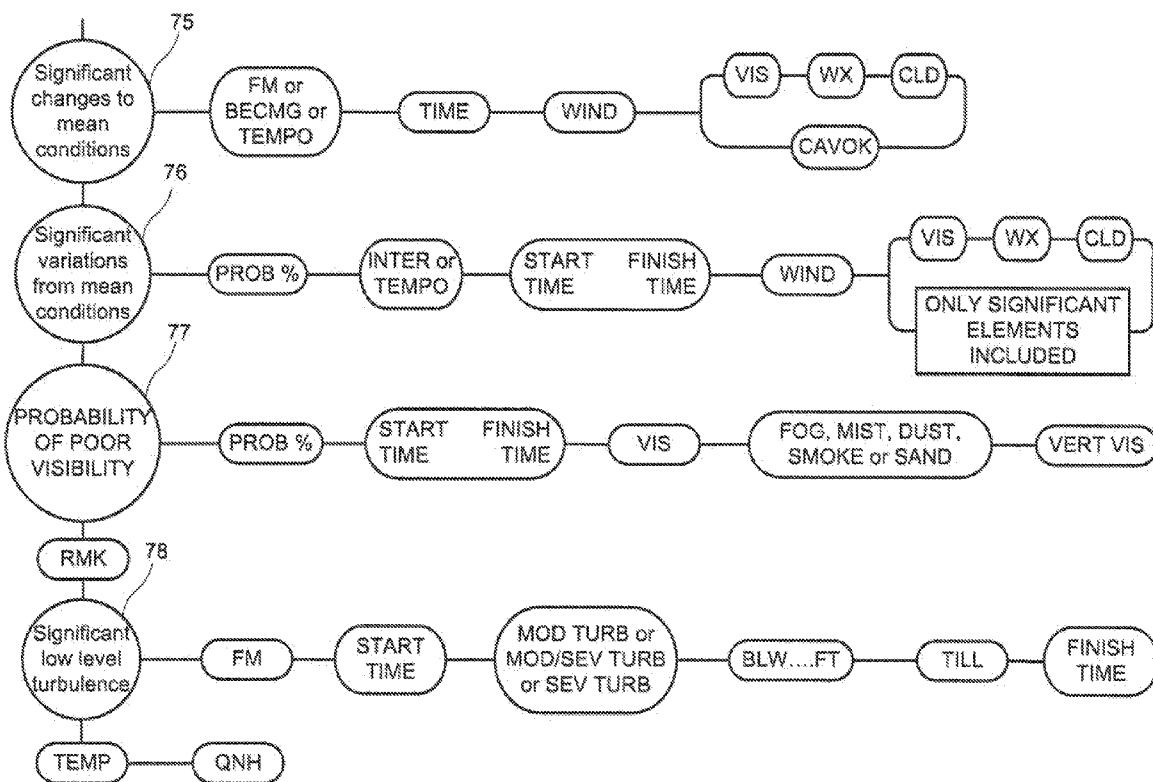 75
Significant
changes to
mean
conditions
FM or
BECMG or
TEMPO
TIME
WIND
VIS
WX
CLD
CAVOK
76
Significant
variations
from mean
conditions
PROB %
INTER or
TEMPO
START FINISH
TIME TIME
WIND
VIS
WX
CLD
ONLY SIGNIFICANT
ELEMENTS
INCLUDED
77
PROBABILITY
OF POOR
VISIBILITY
PROB %
START FINISH
TIME TIME
VIS
FOG, MIST, DUST,
SMOKE or SAND
VERT VIS
RMK
78
Significant
low level
turbulence
FM
START
TIME
MOD TURB or
MOD/SEV TURB
or SEV TURB
BLW....FT
TILL
FINISH
TIME
TEMP
QNH